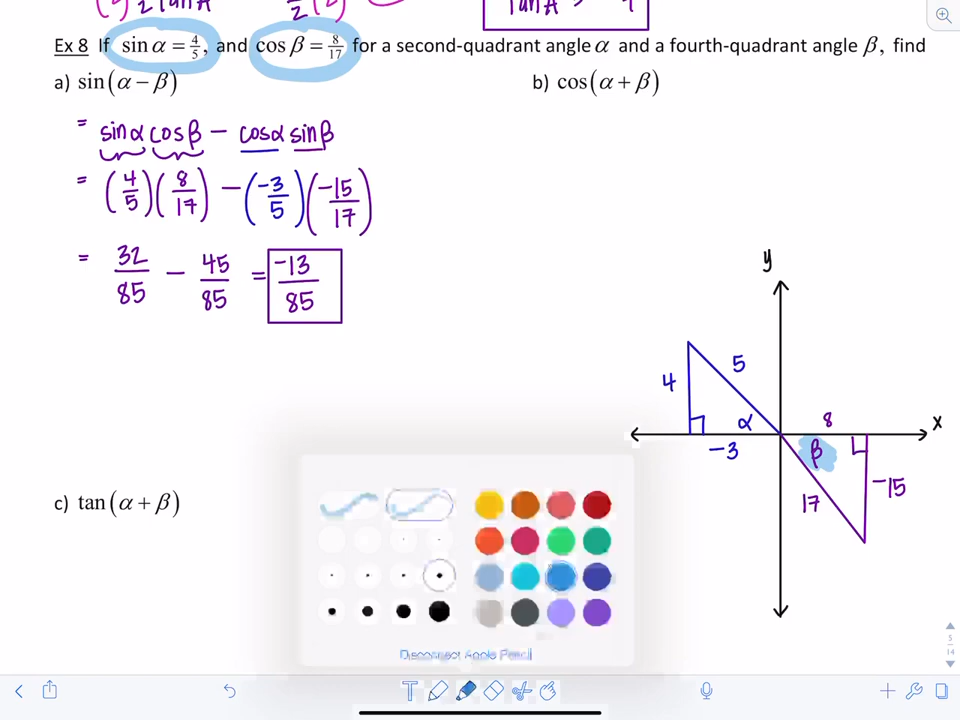 tan A
Ex 8 If sin α = 4/5, and cos β = 8/17 for a second-quadrant angle α and a fourth-quadrant angle β, find
a) sin(α − β)
b) cos(α + β)
= sinα cosβ − cosα sinβ
= (4/5)(8/17) − (-3/5)(-15/17)
= 32/85 − 45/85 = -13/85
y
4
5
α
8
x
-3
β
17
-15
c) tan(α + β)
Disconnect Apple Pencil
5
14
T